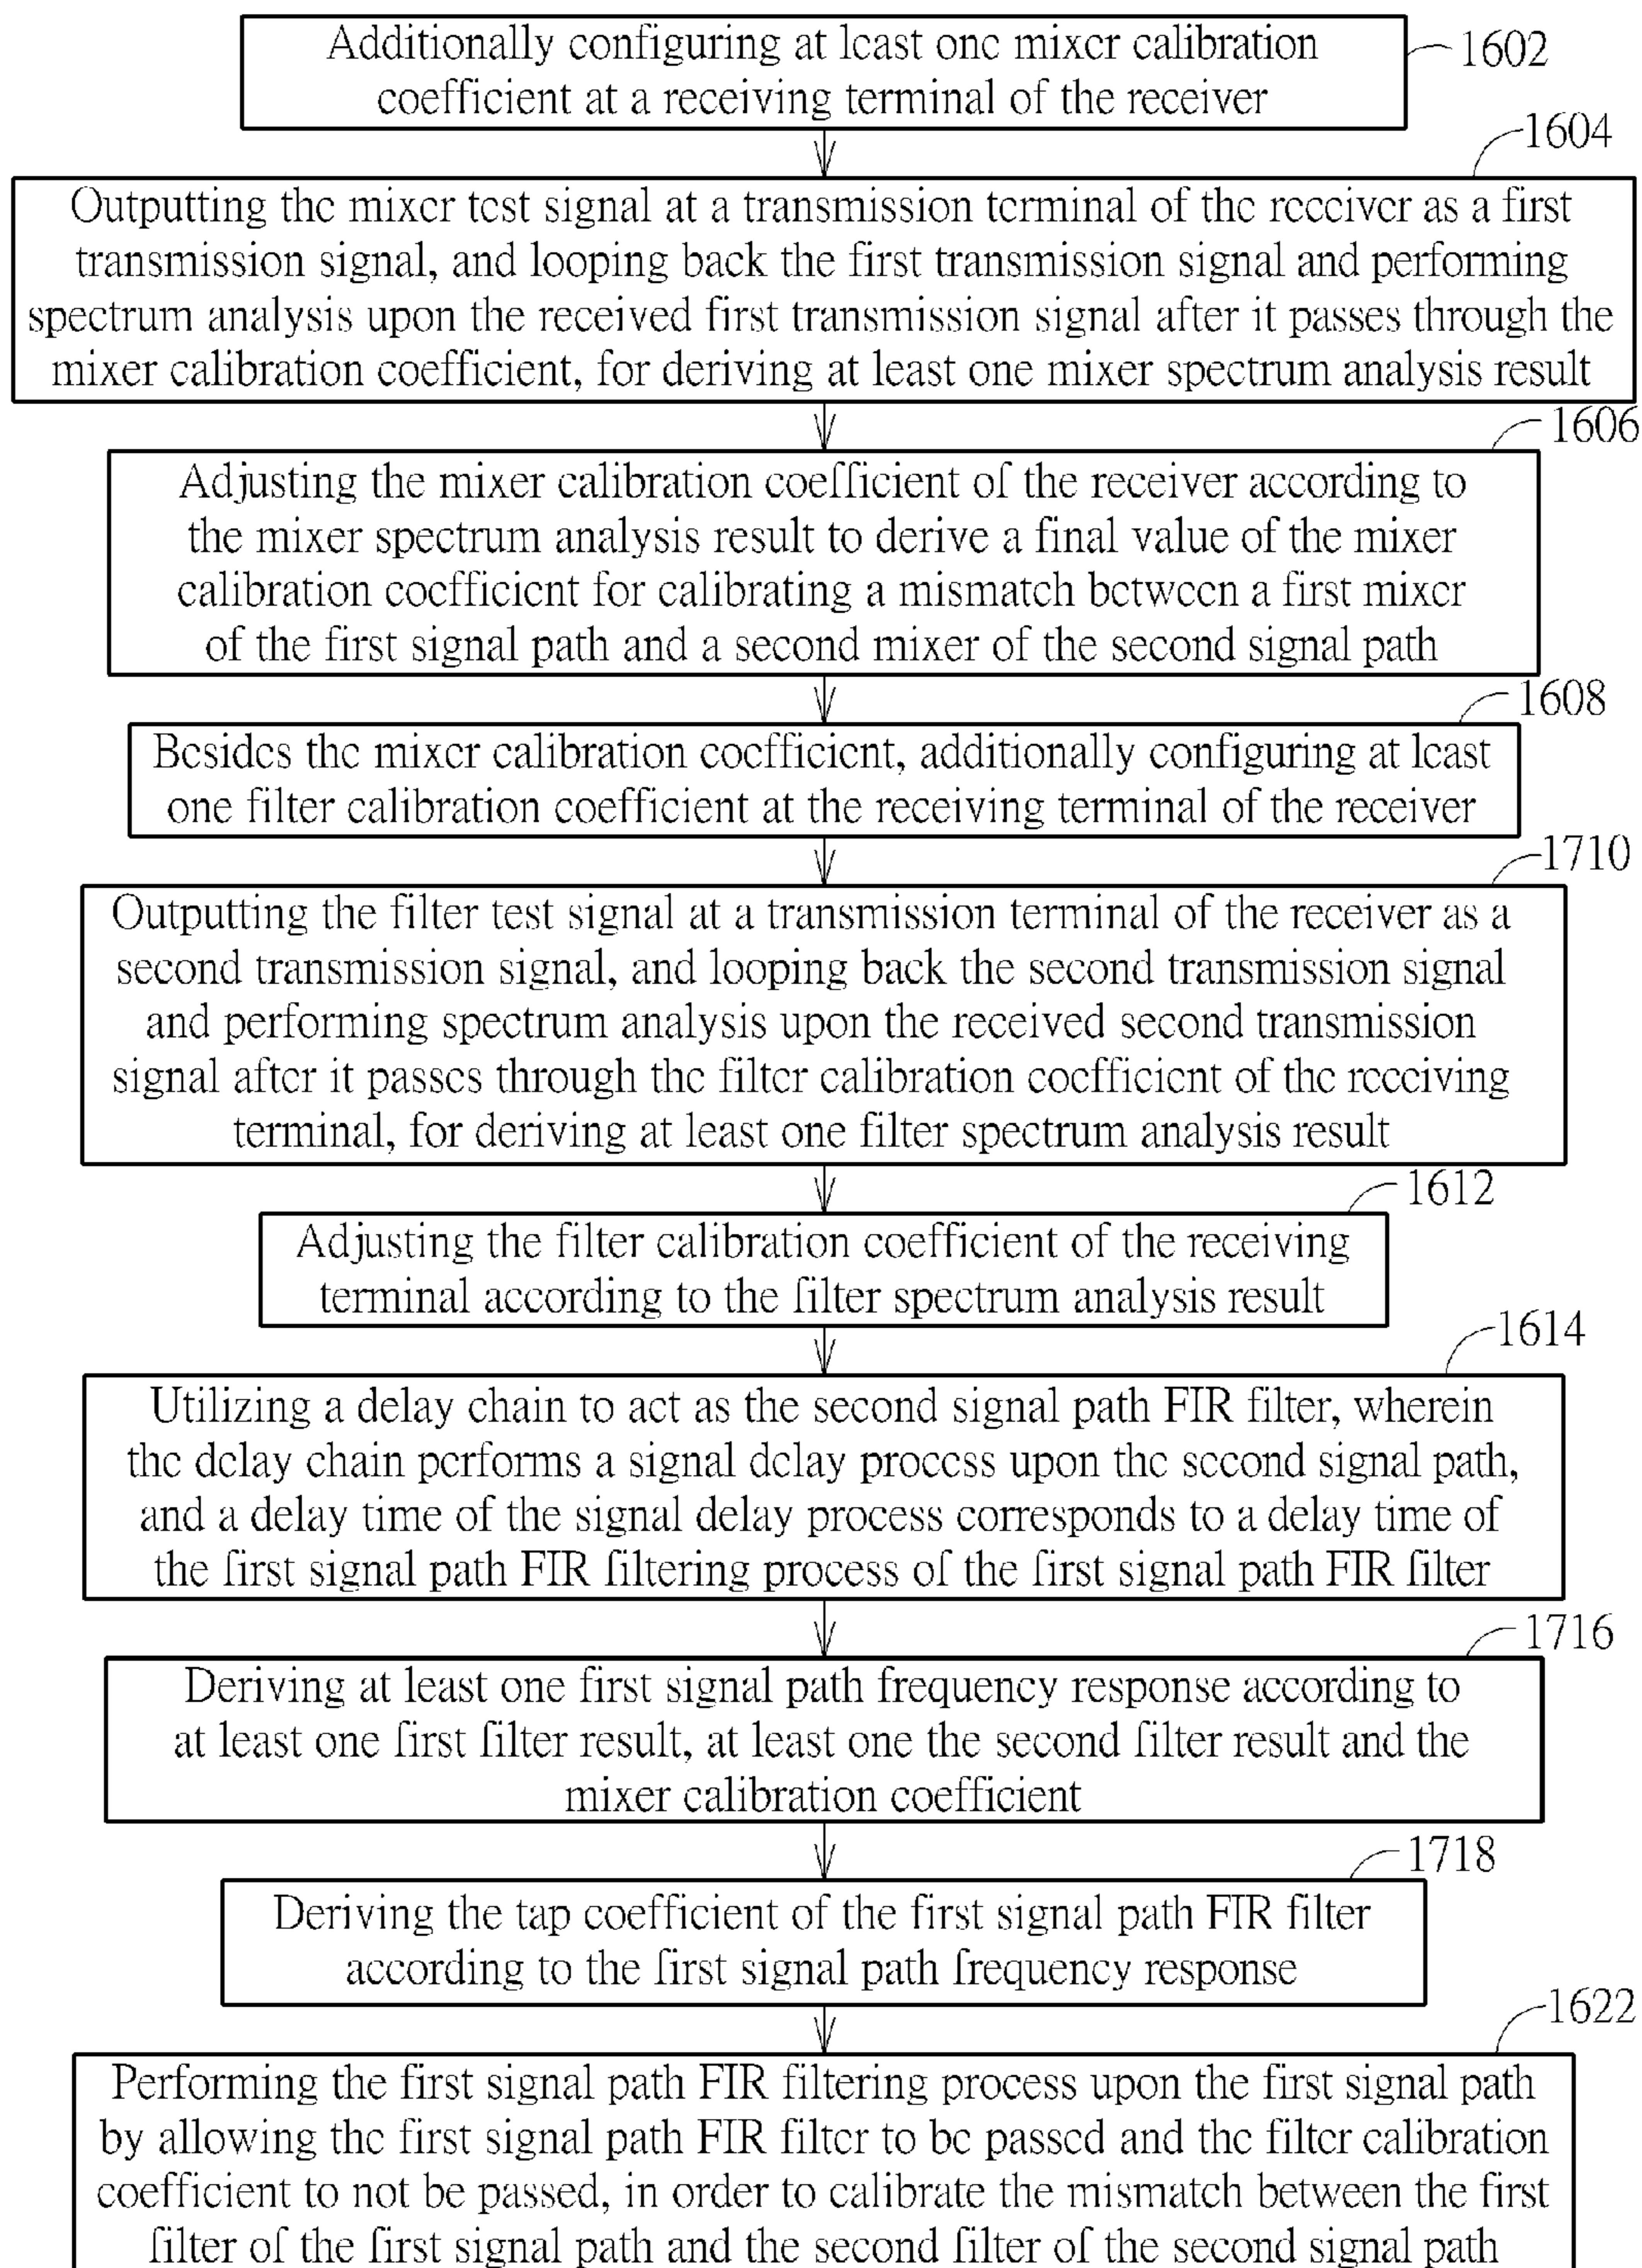 Additionally configuring at least one mixer calibration
coefficient at a receiving terminal of the receiver
1602
1604
Outputting the mixer test signal at a transmission terminal of the receiver as a first
transmission signal, and looping back the first transmission signal and performing
spectrum analysis upon the received first transmission signal after it passes through the
mixer calibration coefficient, for deriving at least one mixer spectrum analysis result
1606
Adjusting the mixer calibration coefficient of the receiver according to
the mixer spectrum analysis result to derive a final value of the mixer
calibration coefficient for calibrating a mismatch between a first mixer
of the first signal path and a second mixer of the second signal path
1608
Besides the mixer calibration coefficient, additionally configuring at least
one filter calibration coefficient at the receiving terminal of the receiver
1710
Outputting the filter test signal at a transmission terminal of the receiver as a
second transmission signal, and looping back the second transmission signal
and performing spectrum analysis upon the received second transmission
signal after it passes through the filter calibration coefficient of the receiving
terminal, for deriving at least one filter spectrum analysis result
1612
Adjusting the filter calibration coefficient of the receiving
terminal according to the filter spectrum analysis result
1614
Utilizing a delay chain to act as the second signal path FIR filter, wherein
the delay chain performs a signal delay process upon the second signal path,
and a delay time of the signal delay process corresponds to a delay time of
the first signal path FIR filtering process of the first signal path FIR filter
1716
Deriving at least one first signal path frequency response according to
at least one first filter result, at least one the second filter result and the
mixer calibration coefficient
1718
Deriving the tap coefficient of the first signal path FIR filter
according to the first signal path frequency response
1622
Performing the first signal path FIR filtering process upon the first signal path
by allowing the first signal path FIR filter to be passed and the filter calibration
coefficient to not be passed, in order to calibrate the mismatch between the first
filter of the first signal path and the second filter of the second signal path